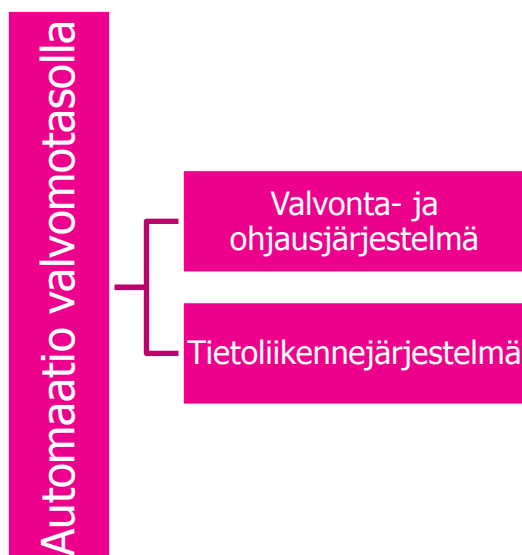 Automaatio valvomotasolla
Valvonta- ja
ohjausjärjestelmä
Tietoliikennejärjestelmä